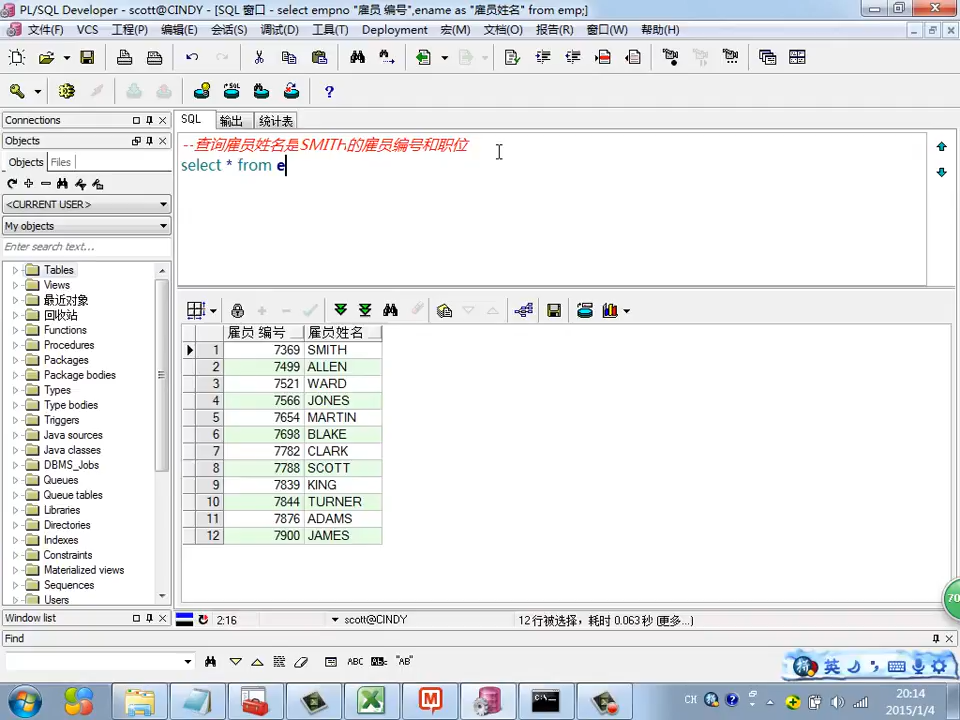 PL/SQL Developer - scott@CINDY - [SQL 窗口 - select empno "雇员 编号",ename as "雇员姓名" from emp;]
文件(F) VCS 工程(P) 编辑(E) 会话(S) 调试(D) 工具(T) Deployment 宏(M) 文档(O) 报告(R) 窗口(W) 帮助(H)
Connections
Objects
Objects Files
<CURRENT USER>
My objects
Enter search text...
Tables
Views
最近对象
回收站
Functions
Procedures
Packages
Package bodies
Types
Type bodies
Triggers
Java sources
Java classes
DBMS_Jobs
Queues
Queue tables
Libraries
Directories
Indexes
Constraints
Materialized views
Sequences
Users
Window list
SQL 输出 统计表
--查询雇员姓名是SMITH的雇员编号和职位
select * from e
雇员 编号 雇员姓名
1 7369 SMITH
2 7499 ALLEN
3 7521 WARD
4 7566 JONES
5 7654 MARTIN
6 7698 BLAKE
7 7782 CLARK
8 7788 SCOTT
9 7839 KING
10 7844 TURNER
11 7876 ADAMS
12 7900 JAMES
70
2:16 scott@CINDY 12行被选择，耗时 0.063秒 (更多...)
Find
ABC "AB"
英
CH 20:14
2015/1/4